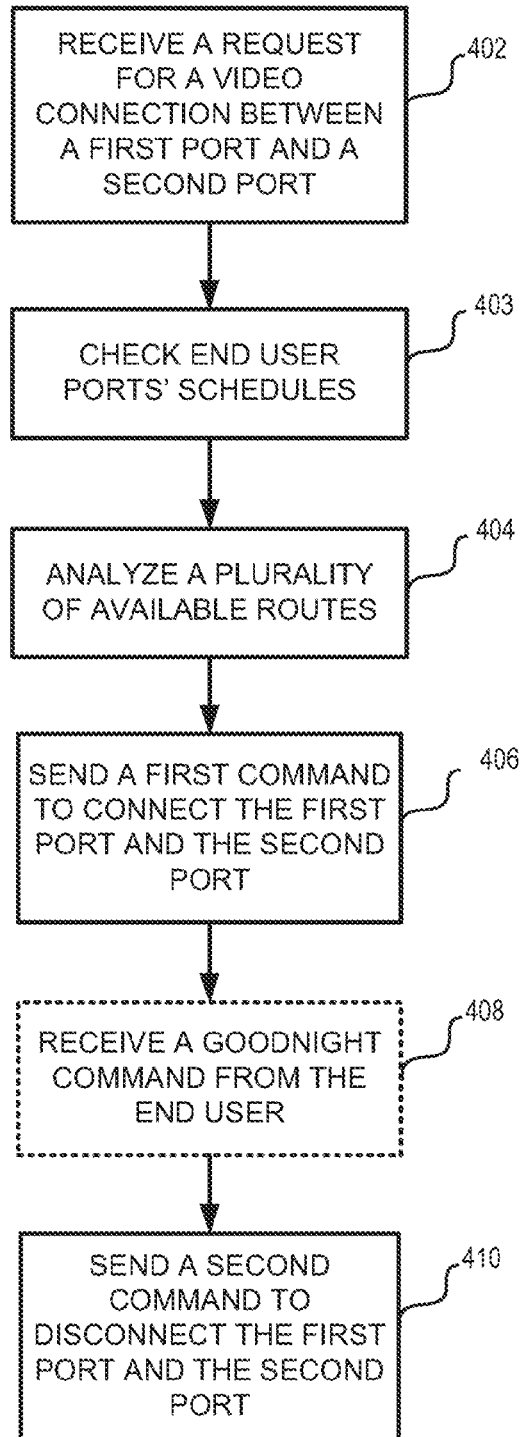 RECEIVE A REQUEST
FOR A VIDEO
CONNECTION BETWEEN
A FIRST PORT AND A
SECOND PORT
402
CHECK END USER
PORTS' SCHEDULES
403
ANALYZE A PLURALITY
OF AVAILABLE ROUTES
404
SEND A FIRST COMMAND
TO CONNECT THE FIRST
PORT AND THE SECOND
PORT
406
RECEIVE A GOODNIGHT
COMMAND FROM THE
END USER
408
SEND A SECOND
COMMAND TO
DISCONNECT THE FIRST
PORT AND THE SECOND
PORT
410